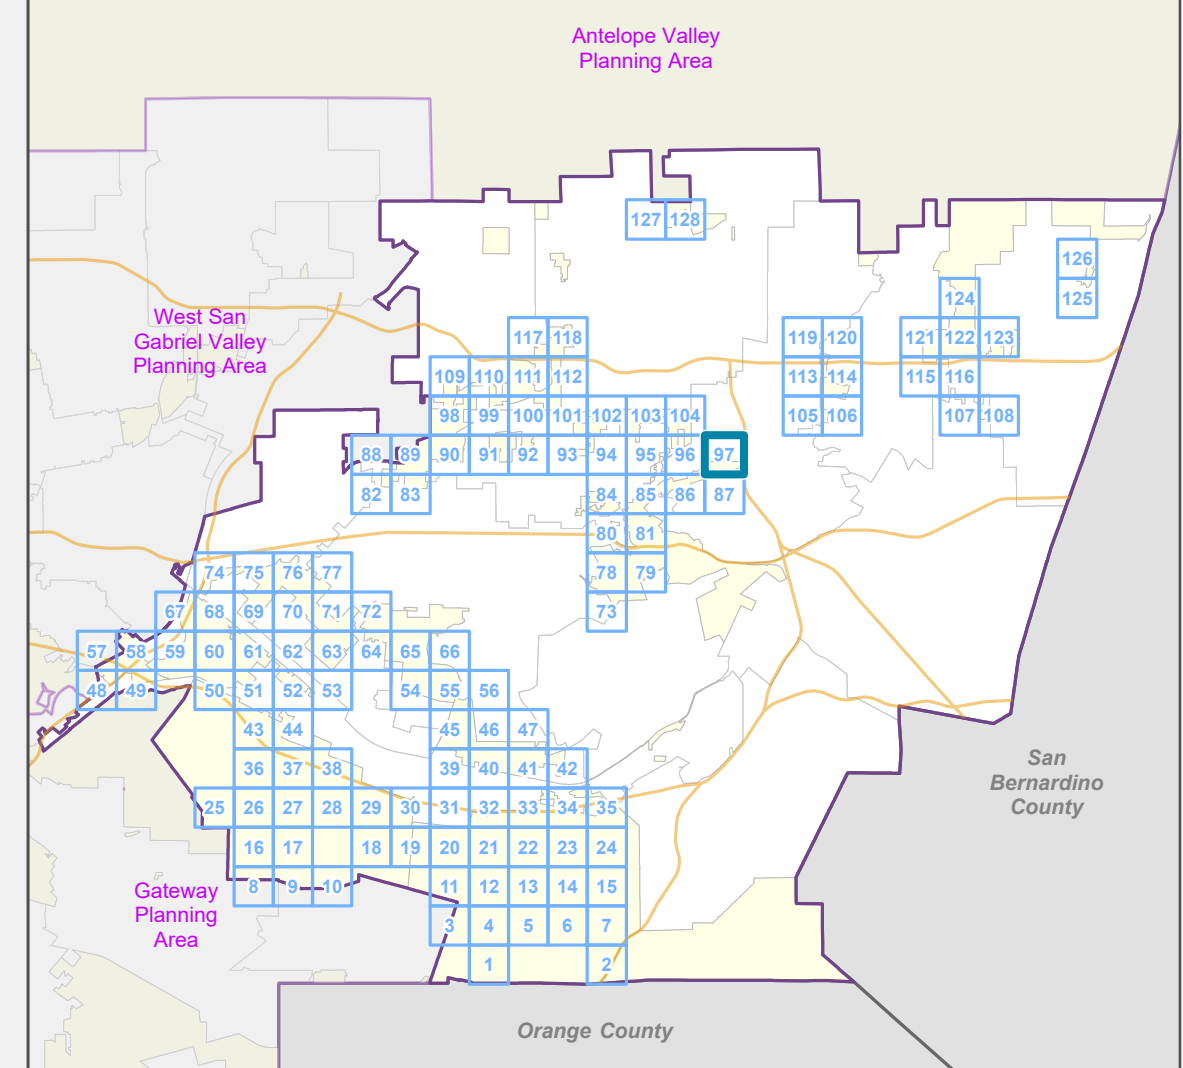 Antelope Valley
Planning Area
127 128
126
124 125
West San
Gabriel Valley
Planning Area
117 118 119 120 121 122 123
109 110 111 112 113 114 115 116
98 99 100 101 102 103 104 105 106 107 108
88 89 90 91 92 93 94 95 96 97
82 83 84 85 86 87
80 81
74 75 76 77 78 79
67 68 69 70 71 72 73
57 58 59 60 61 62 63 64 65 66
48 49 50 51 52 53 54 55 56
43 44 45 46 47
36 37 38 39 40 41 42
San
Bernardino
County
25 26 27 28 29 30 31 32 33 34 35
16 17 18 19 20 21 22 23 24
Gateway
Planning
Area
8 9 10 11 12 13 14 15
3 4 5 6 7
1 2
Orange County